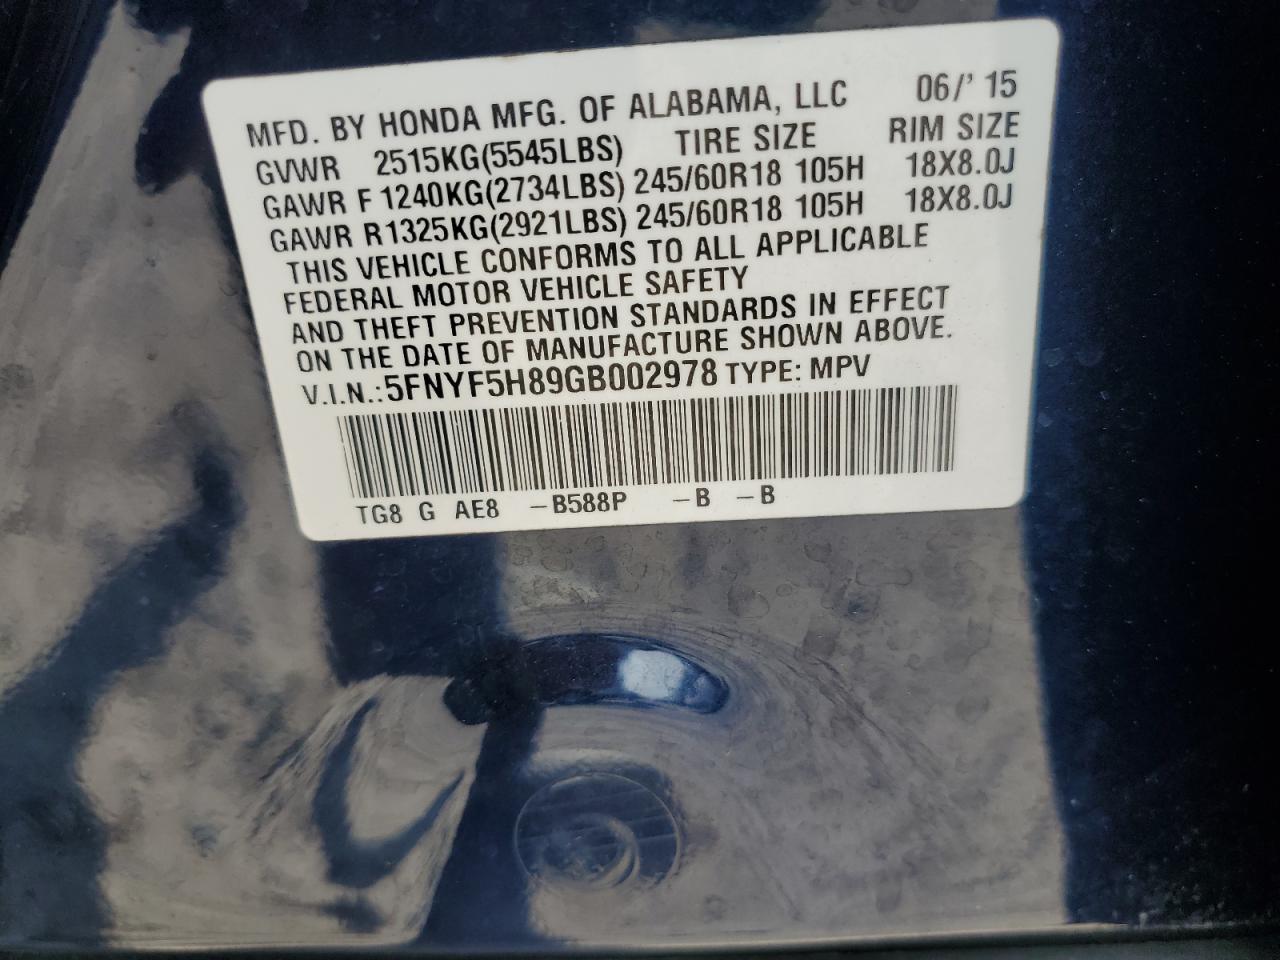 MFD. BY HONDA MFG. OF ALABAMA, LLC 06/' 15
GVWR 2515KG(5545LBS) TIRE SIZE RIM SIZE
GAWR F 1240KG(2734LBS) 245/60R18 105H 18X8.0J
GAWR R1325KG(2921LBS) 245/60R18 105H 18X8.0J
THIS VEHICLE CONFORMS TO ALL APPLICABLE
FEDERAL MOTOR VEHICLE SAFETY
AND THEFT PREVENTION STANDARDS IN EFFECT
ON THE DATE OF MANUFACTURE SHOWN ABOVE.
V.I.N.: 5FNYF5H89GB002978 TYPE: MPV
TG8 G AE8 –B588P –B –B